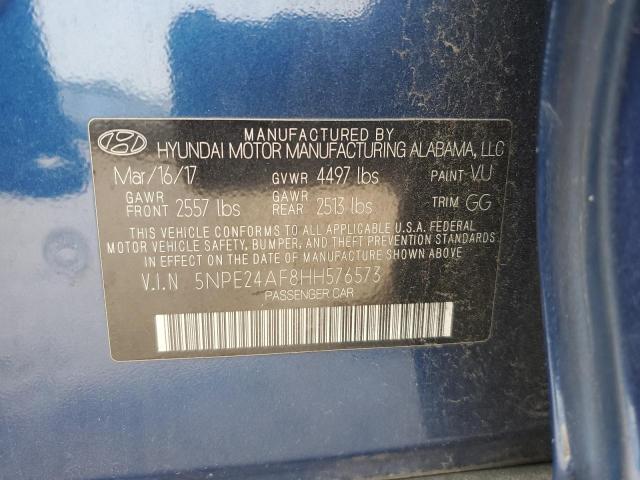 MANUFACTURED BY
HYUNDAI MOTOR MANUFACTURING ALABAMA, LLC
Mar/16/17 GVWR 4497 lbs PAINT VU
GAWR FRONT 2557 lbs GAWR REAR 2513 lbs TRIM GG
THIS VEHICLE CONFORMS TO ALL APPLICABLE U.S.A. FEDERAL
MOTOR VEHICLE SAFETY, BUMPER, AND THEFT PREVENTION STANDARDS
IN EFFECT ON THE DATE OF MANUFACTURE SHOWN ABOVE
V.I.N 5NPE24AF8HH576573
PASSENGER CAR